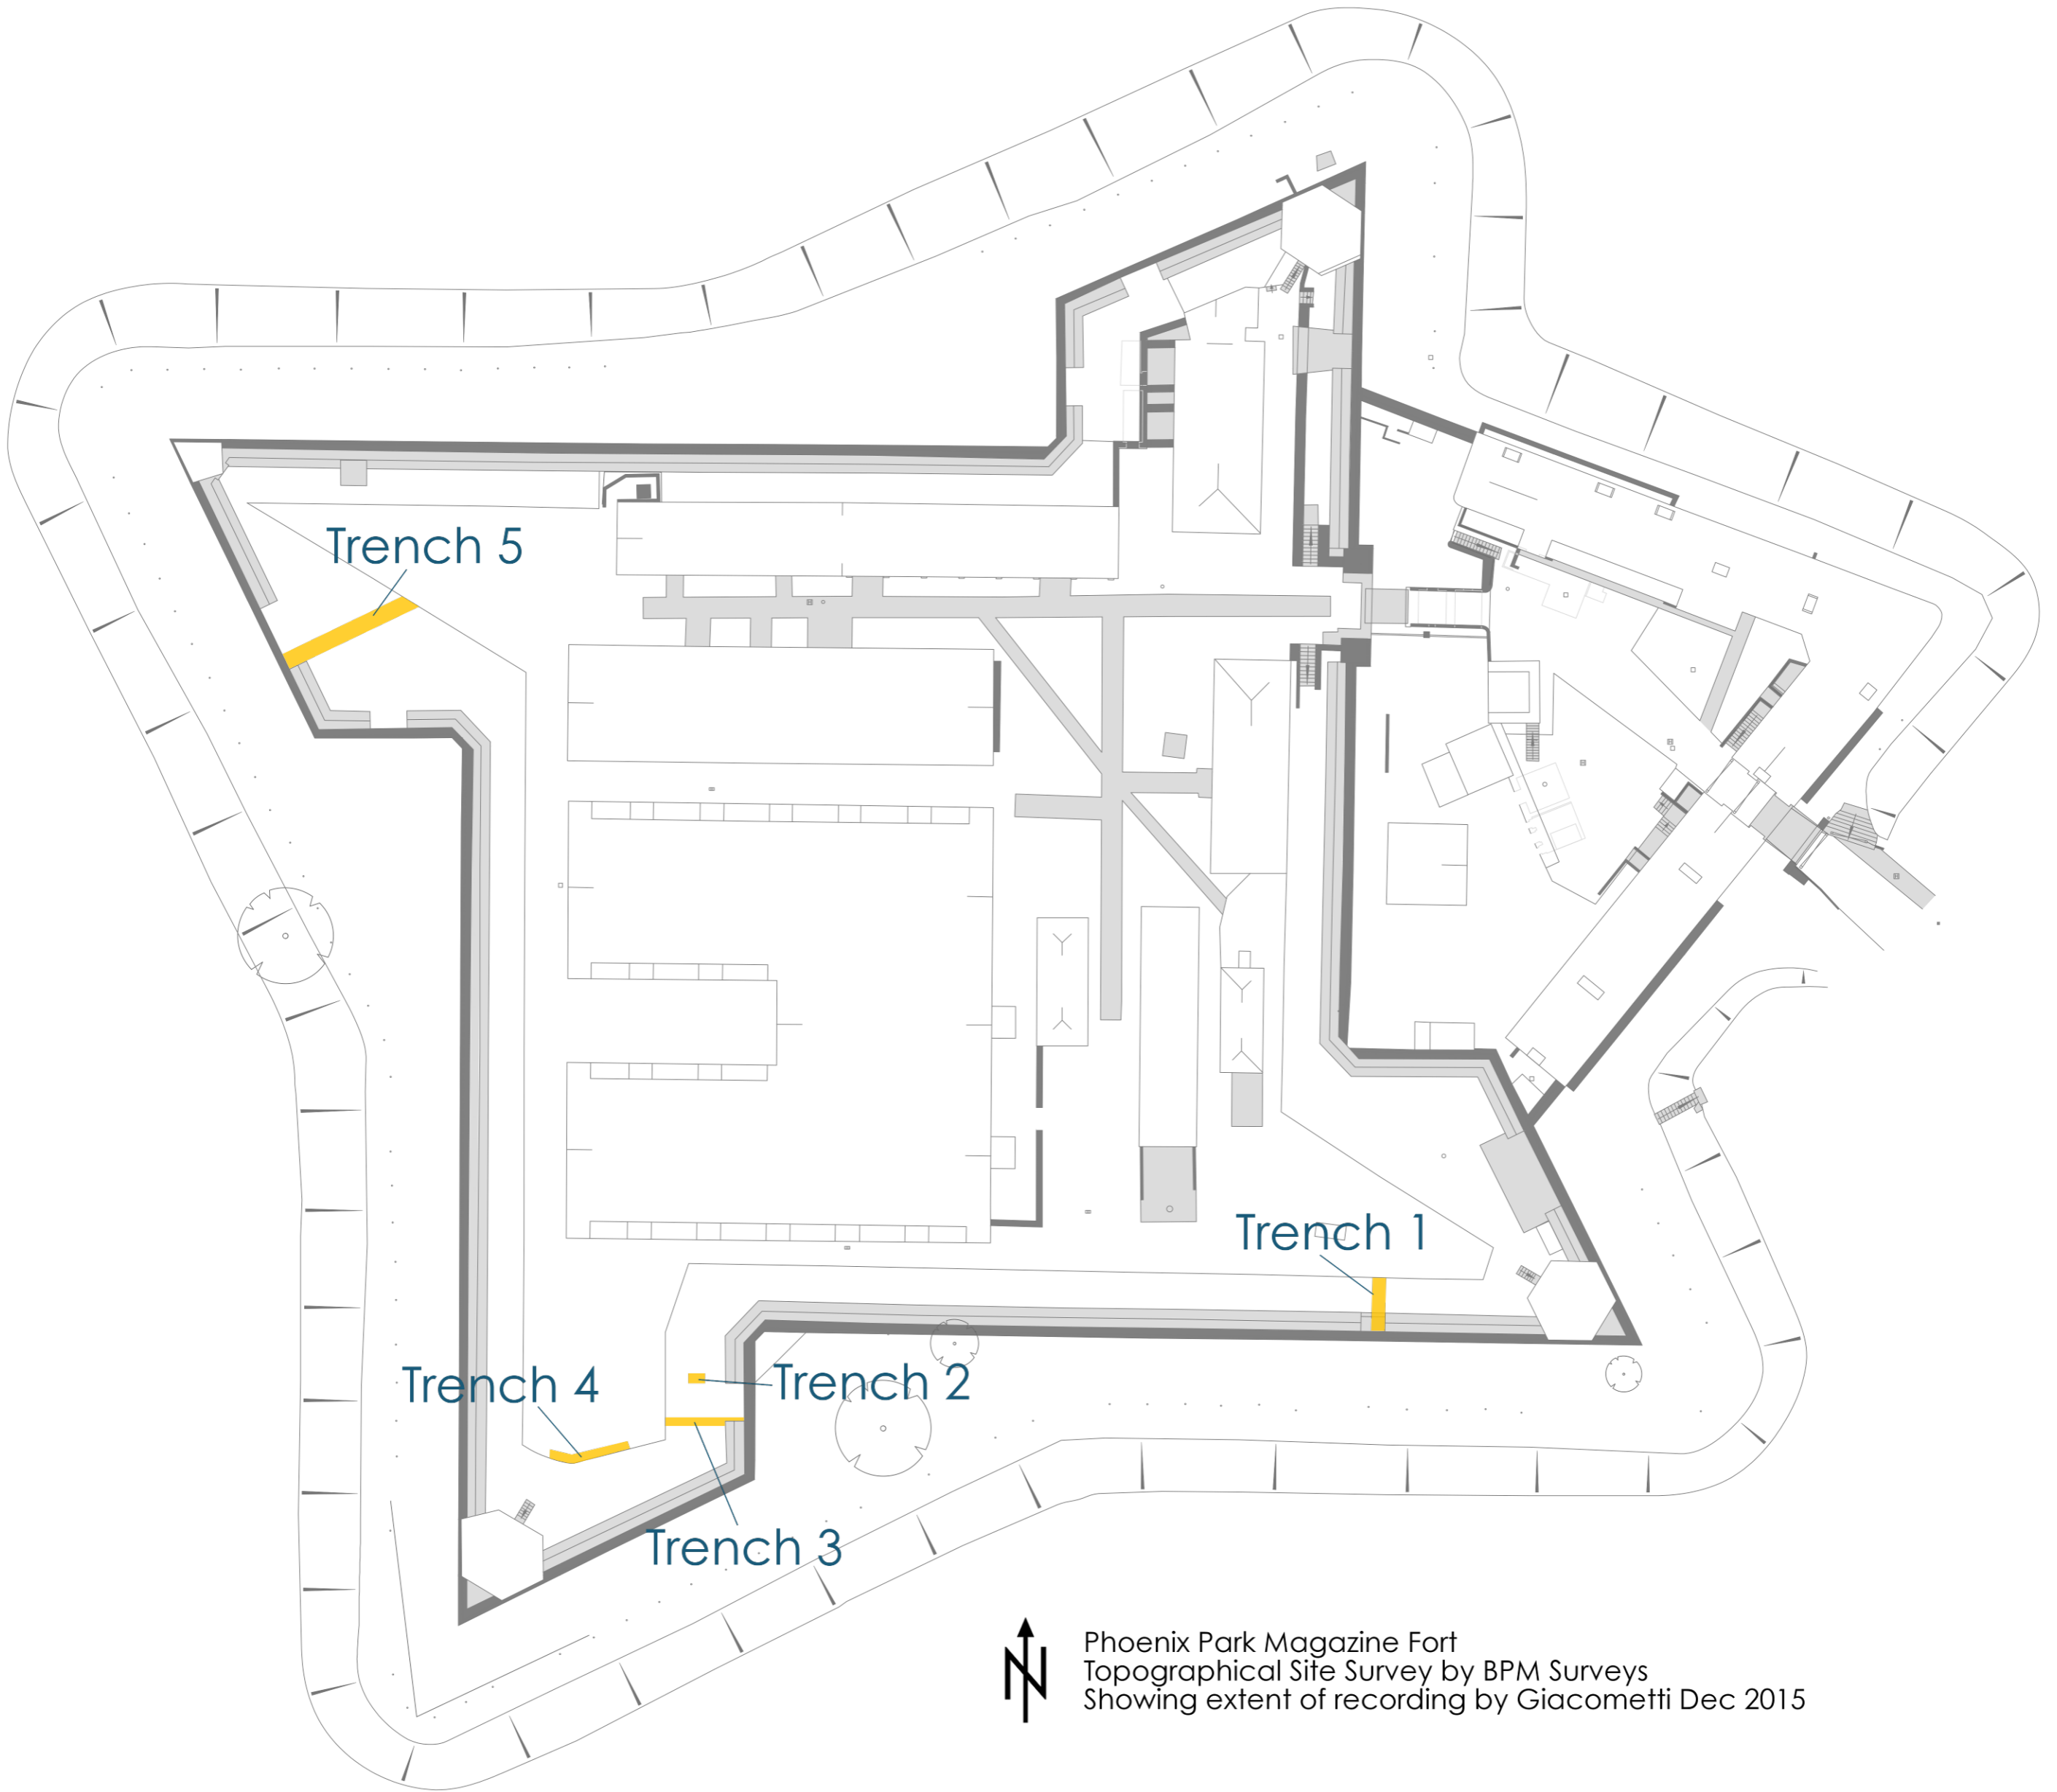 Trench 5
Trench 1
Trench 4
Trench 2
Trench 3
N
Phoenix Park Magazine Fort
Topographical Site Survey by BPM Surveys
Showing extent of recording by Giacometti Dec 2015